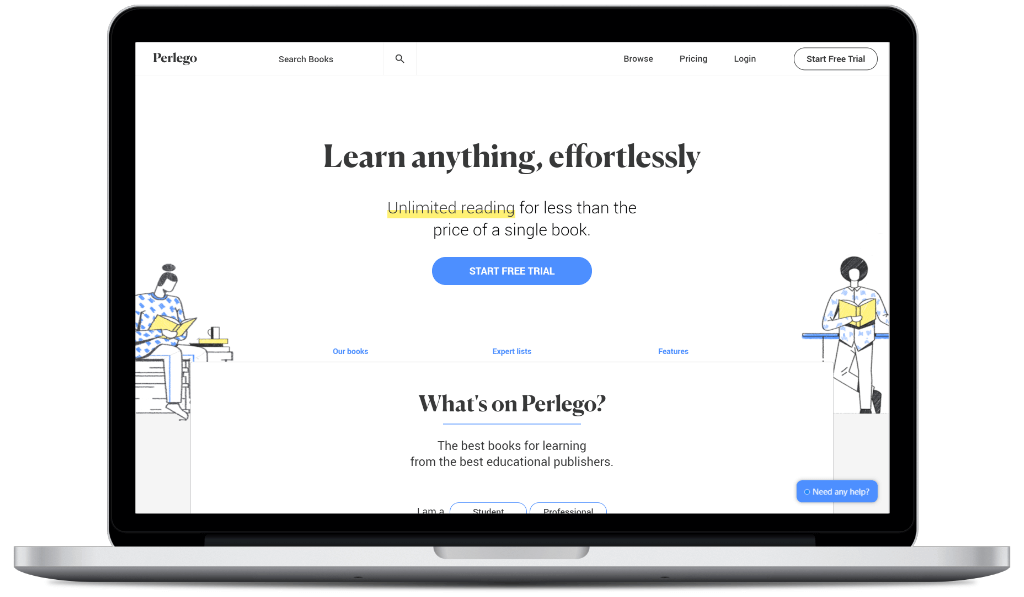 Perlego
Search Books
Browse
Pricing
Login
Start Free Trial
Learn anything, effortlessly
Unlimited reading for less than the
price of a single book.
START FREE TRIAL
Our books
Expert lists
Features
What's on Perlego?
The best books for learning
from the best educational publishers.
I am a
Student
Professional
Need any help?